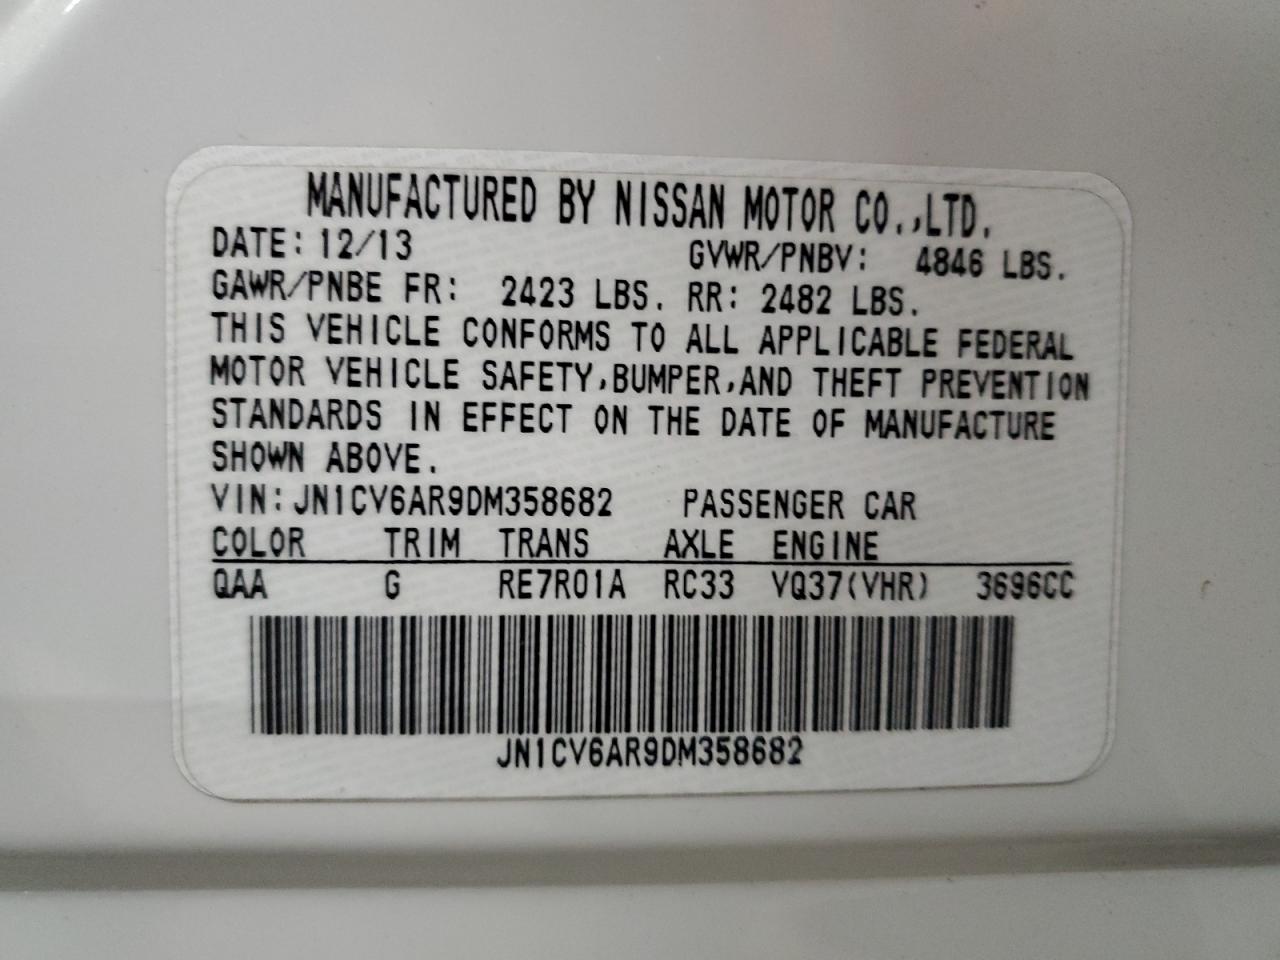 MANUFACTURED BY NISSAN MOTOR CO.,LTD.
DATE: 12/13 GVWR/PNBV: 4846 LBS.
GAWR/PNBE FR: 2423 LBS. RR: 2482 LBS.
THIS VEHICLE CONFORMS TO ALL APPLICABLE FEDERAL
MOTOR VEHICLE SAFETY,BUMPER,AND THEFT PREVENTION
STANDARDS IN EFFECT ON THE DATE OF MANUFACTURE
SHOWN ABOVE.
VIN:JN1CV6AR9DM358682 PASSENGER CAR
COLOR TRIM TRANS AXLE ENGINE
QAA G RE7R01A RC33 VQ37(VHR) 3696CC
JN1CV6AR9DM358682